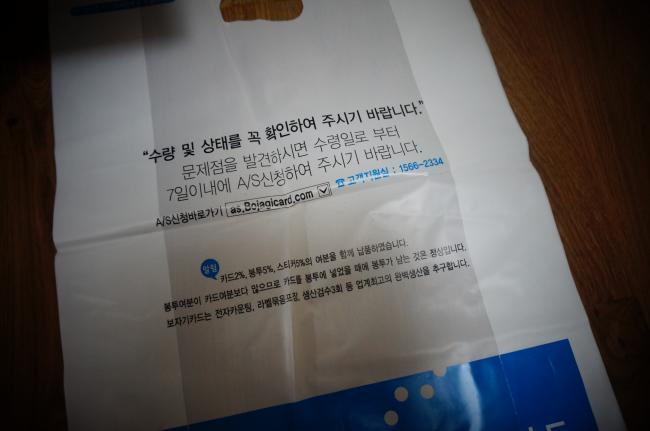 “수량 및 상태를 꼭 확인하여 주시기 바랍니다.”
문제점을 발견하시면 수령일로 부터
7일이내에 A/S신청하여 주시기 바랍니다.
A/S신청바로가기 as.Bojagicard.com ☎ 고객지원실 : 1566-2334
알림 카드2%, 봉투5%, 스티커5%의 여분을 함께 납품하였습니다.
봉투여분이 카드여분보다 많으므로 카드를 봉투에 넣었을 때에 봉투가 남는 것은 정상입니다.
보자기카드는 전자카운팅, 라벨묶음포장, 생산검수3회 등 업계최고의 완벽생산을 추구합니다.